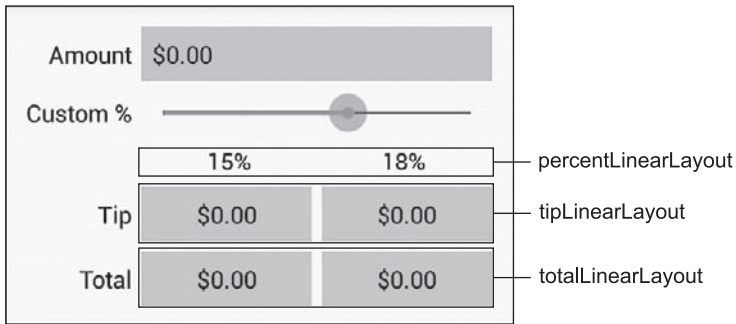 Amount $0.00
Custom %
15% 18% percentLinearLayout
Tip $0.00 $0.00 tipLinearLayout
Total $0.00 $0.00 totalLinearLayout